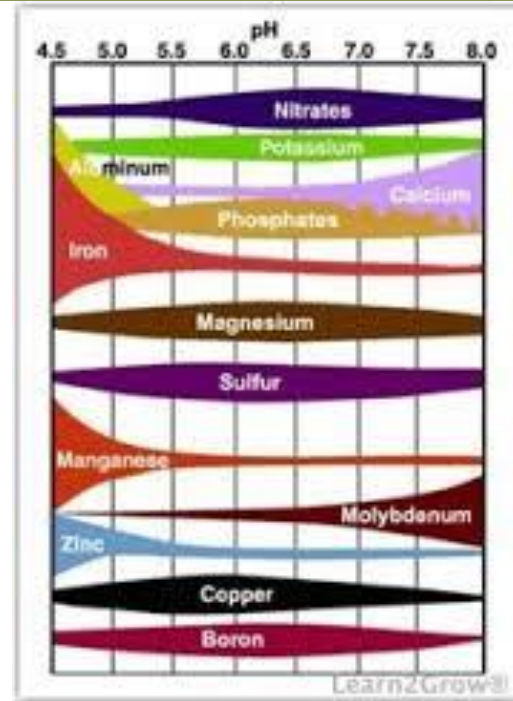 pH
4.5 5.0 5.5 6.0 6.5 7.0 7.5 8.0
Nitrates
Potassium
Aluminum
Calcium
Phosphates
Iron
Magnesium
Sulfur
Manganese
Molybdenum
Zinc
Copper
Boron
Learn2Grow®